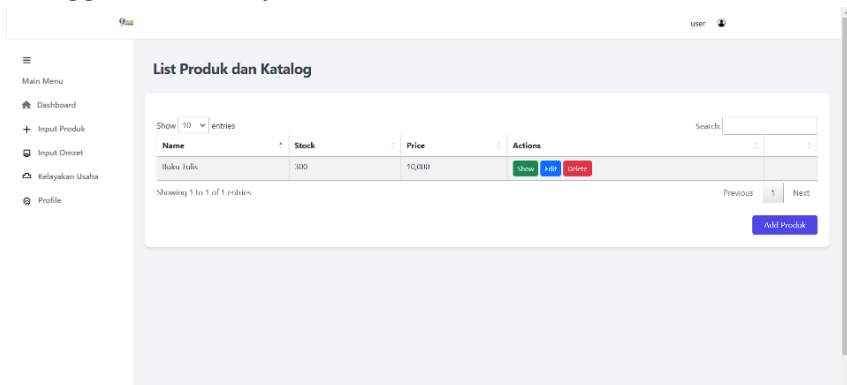 user
Main Menu
Dashboard
Input Produk
Input Omzet
Kelayakan Usaha
Profile
List Produk dan Katalog
Show 10 entries
Search:
Name Stock Price Actions
Buku Tulis 300 10,000 Show Edit Delete
Showing 1 to 1 of 1 entries
Previous 1 Next
Add Produk